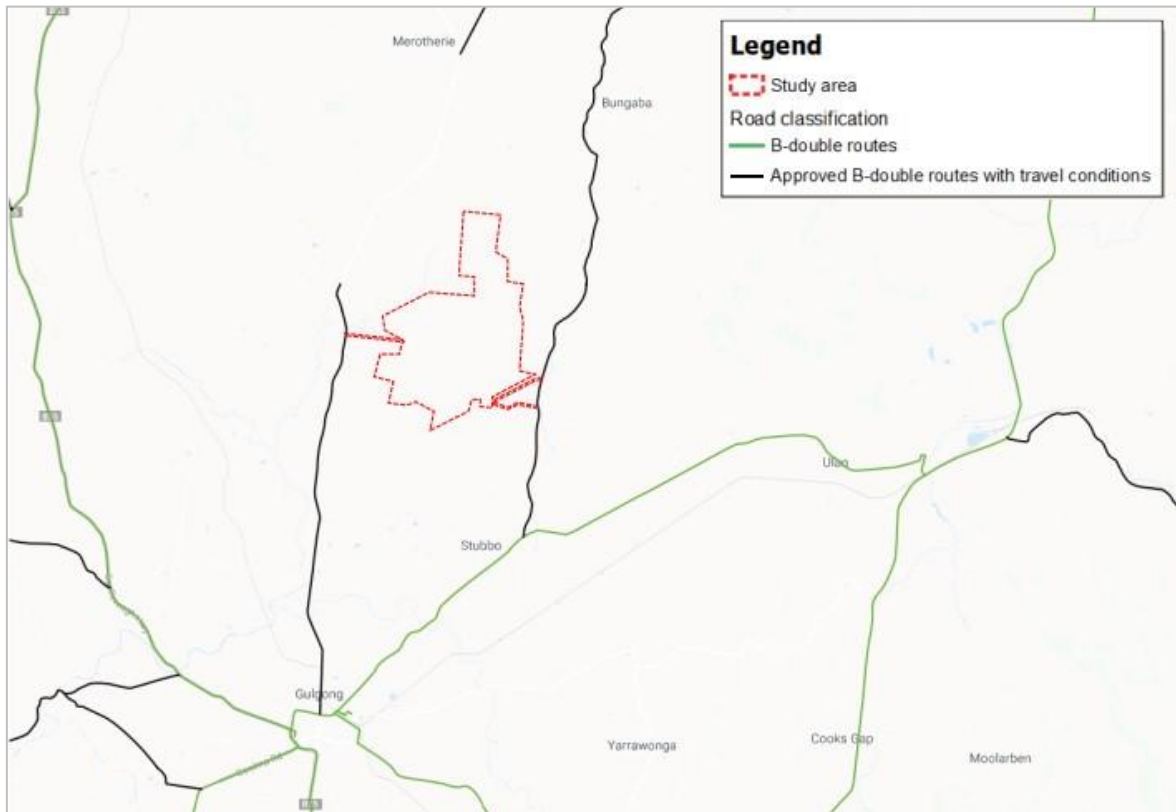 Merotherie
Bungaba
Legend
Study area
Road classification
B-double routes
Approved B-double routes with travel conditions
Ulan
Stubbo
Gulgong
Yarrawonga
Cooks Gap
Moolarben